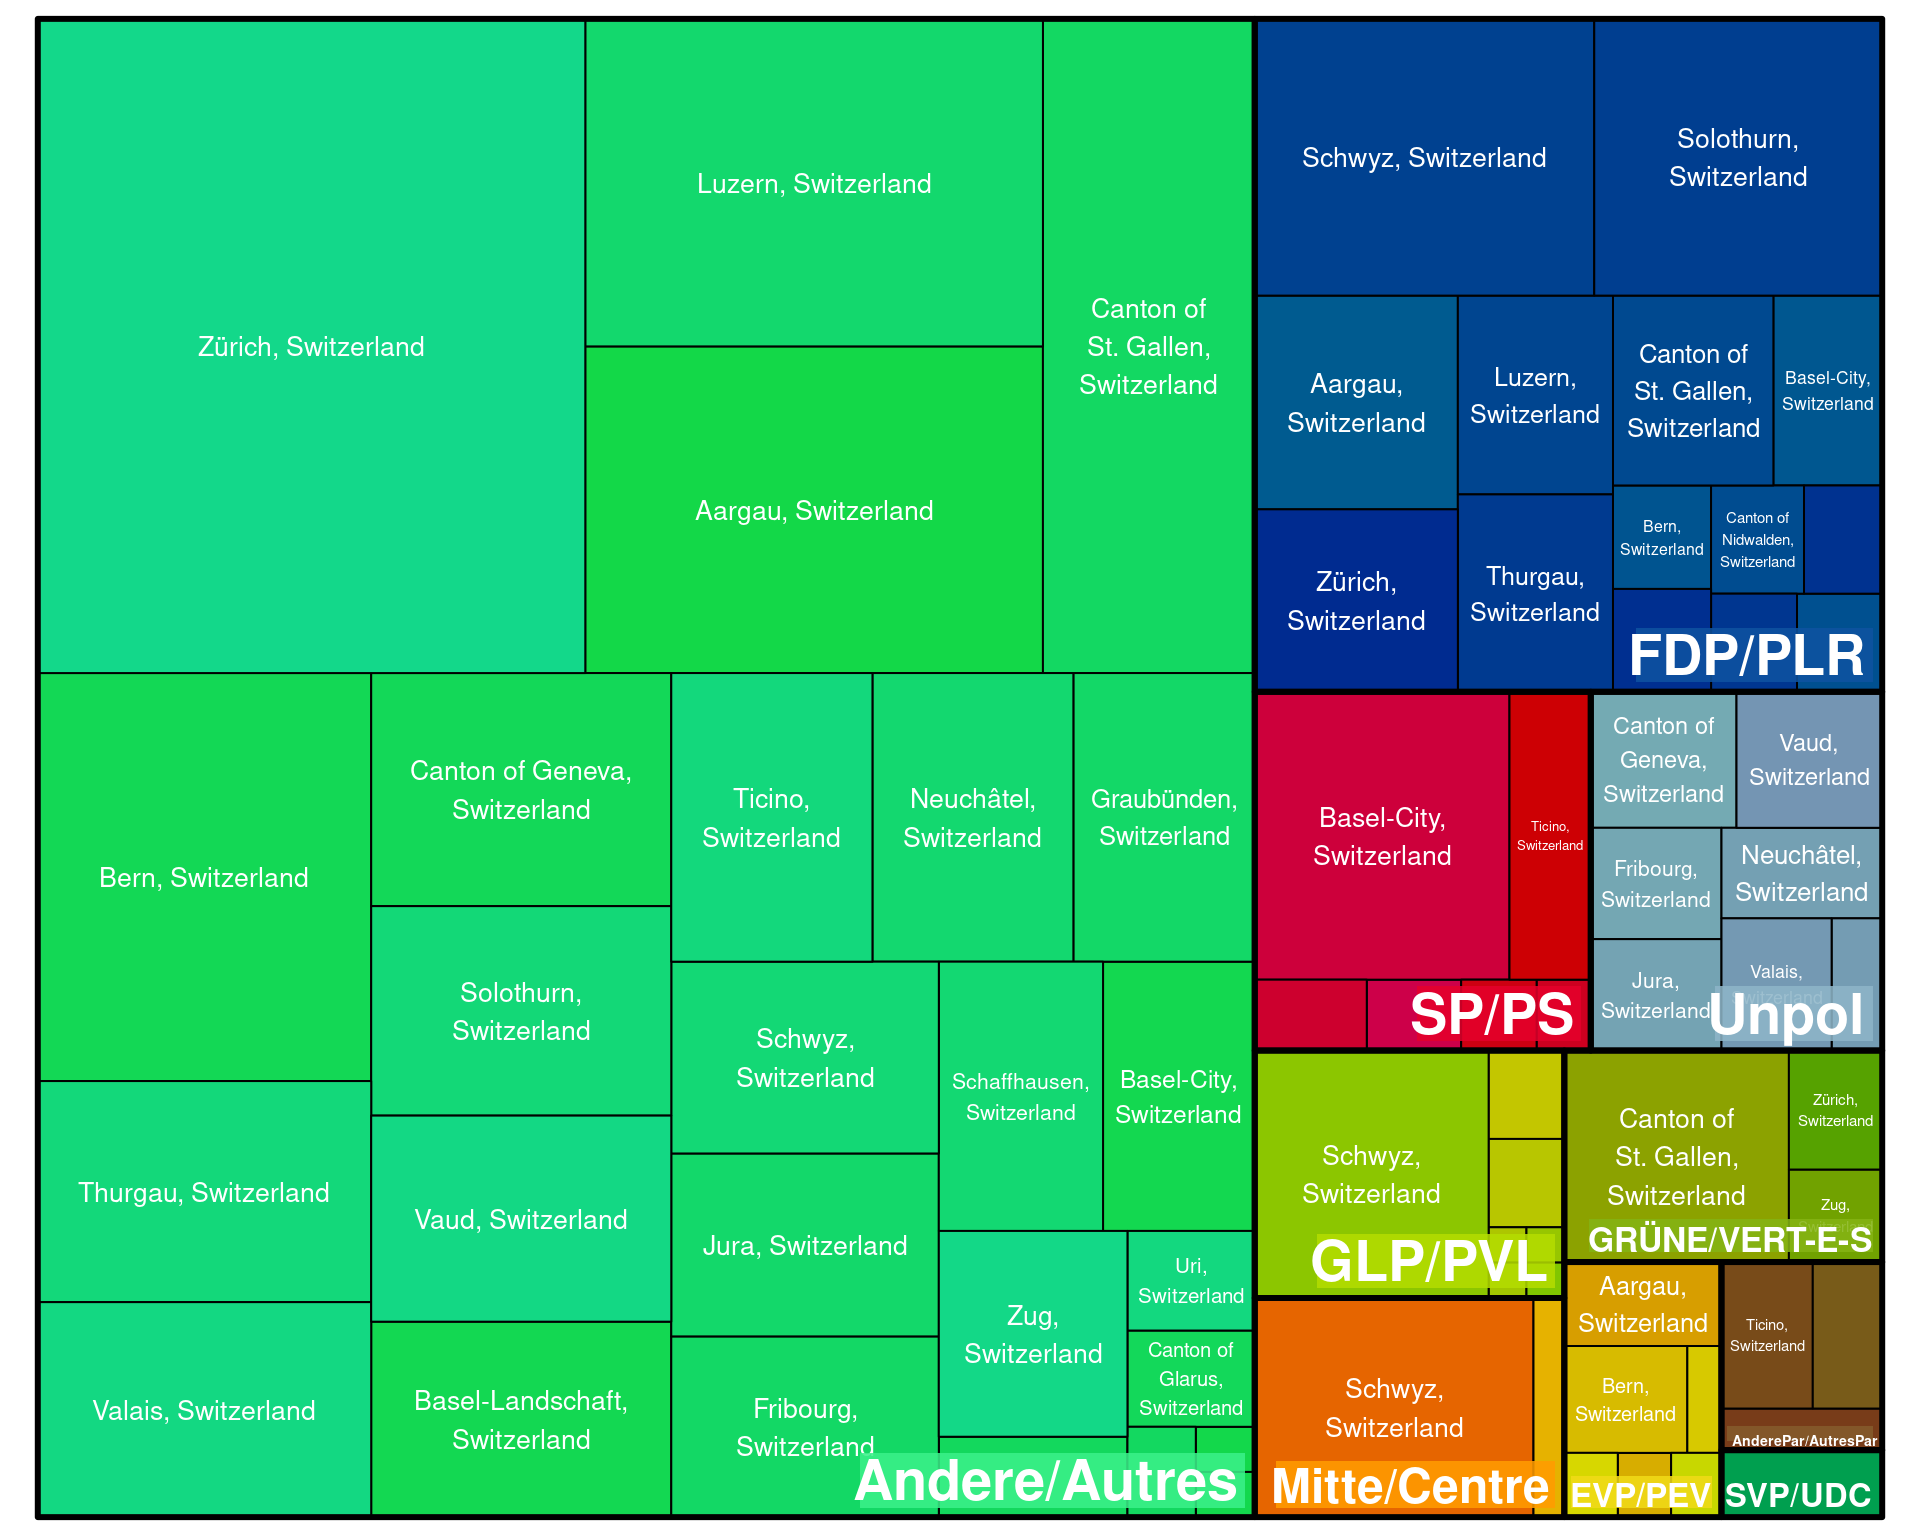 Zürich, Switzerland
Luzern, Switzerland
Aargau, Switzerland
Canton of
St. Gallen,
Switzerland
Bern, Switzerland
Thurgau, Switzerland
Valais, Switzerland
Canton of Geneva,
Switzerland
Solothurn,
Switzerland
Vaud, Switzerland
Basel-Landschaft,
Switzerland
Ticino,
Switzerland
Neuchâtel,
Switzerland
Graubünden,
Switzerland
Schwyz,
Switzerland
Jura, Switzerland
Fribourg,
Switzerland
Schaffhausen,
Switzerland
Basel-City,
Switzerland
Zug,
Switzerland
Uri,
Switzerland
Canton of
Glarus,
Switzerland
Andere/Autres
Schwyz, Switzerland
Solothurn,
Switzerland
Aargau,
Switzerland
Zürich,
Switzerland
Luzern,
Switzerland
Thurgau,
Switzerland
Canton of
St. Gallen,
Switzerland
Basel-City,
Switzerland
Bern,
Switzerland
Canton of
Nidwalden,
Switzerland
FDP/PLR
Basel-City,
Switzerland
Ticino,
Switzerland
SP/PS
Canton of
Geneva,
Switzerland
Vaud,
Switzerland
Fribourg,
Switzerland
Neuchâtel,
Switzerland
Jura,
Switzerland
Valais,
Switzerland
Unpol
Schwyz,
Switzerland
GLP/PVL
Canton of
St. Gallen,
Switzerland
Zürich,
Switzerland
Zug,
Switzerland
GRÜNE/VERT-E-S
Schwyz,
Switzerland
Mitte/Centre
Aargau,
Switzerland
Bern,
Switzerland
EVP/PEV
Ticino,
Switzerland
AnderePar/AutresPar
SVP/UDC